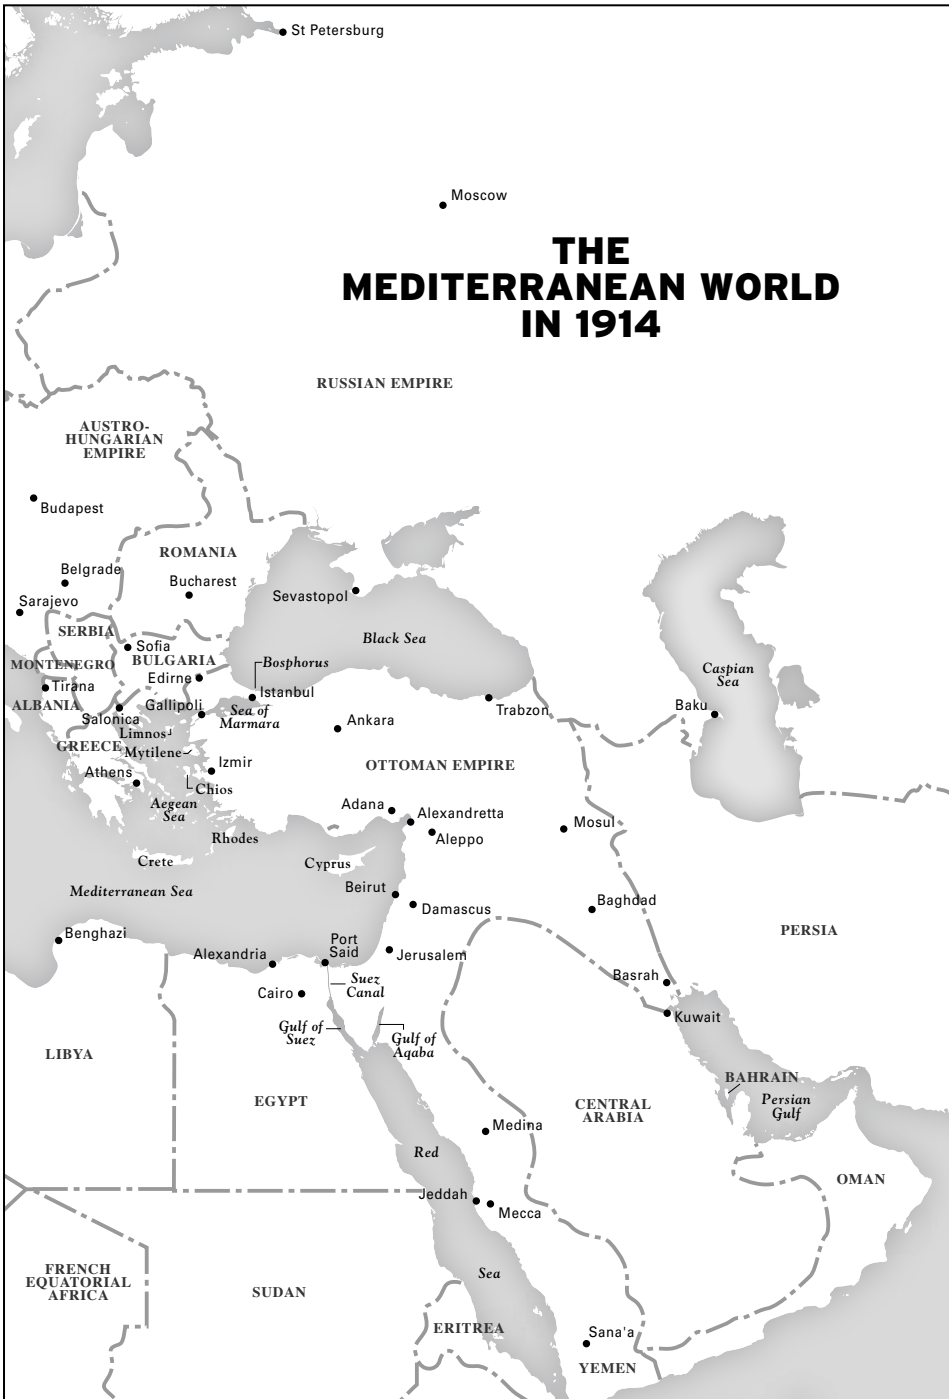 St Petersburg
Moscow
THE
MEDITERRANEAN WORLD
IN 1914
RUSSIAN EMPIRE
AUSTRO-
HUNGARIAN
EMPIRE
Budapest
ROMANIA
Belgrade
Bucharest
Sarajevo
Sevastopol
SERBIA
Black Sea
Sofia
MONTENEGRO
BULGARIA
Bosphorus
Caspian
Sea
Edirne
Tirana
Istanbul
ALBANIA
Gallipoli
Sea of
Marmara
Trabzon
Baku
Salonica
Ankara
Limnos
GREECE
Mytilene
Izmir
OTTOMAN EMPIRE
Athens
Chios
Aegean
Sea
Adana
Alexandretta
Mosul
Rhodes
Aleppo
Crete
Cyprus
Mediterranean Sea
Beirut
Baghdad
Damascus
Benghazi
PERSIA
Port
Said
Alexandria
Jerusalem
Basrah
Suez
Canal
Cairo
Kuwait
Gulf of
Suez
Gulf of
Aqaba
LIBYA
BAHRAIN
EGYPT
Persian
Gulf
CENTRAL
ARABIA
Medina
Red
OMAN
Jeddah
Mecca
FRENCH
EQUATORIAL
AFRICA
Sea
SUDAN
ERITREA
Sana'a
YEMEN